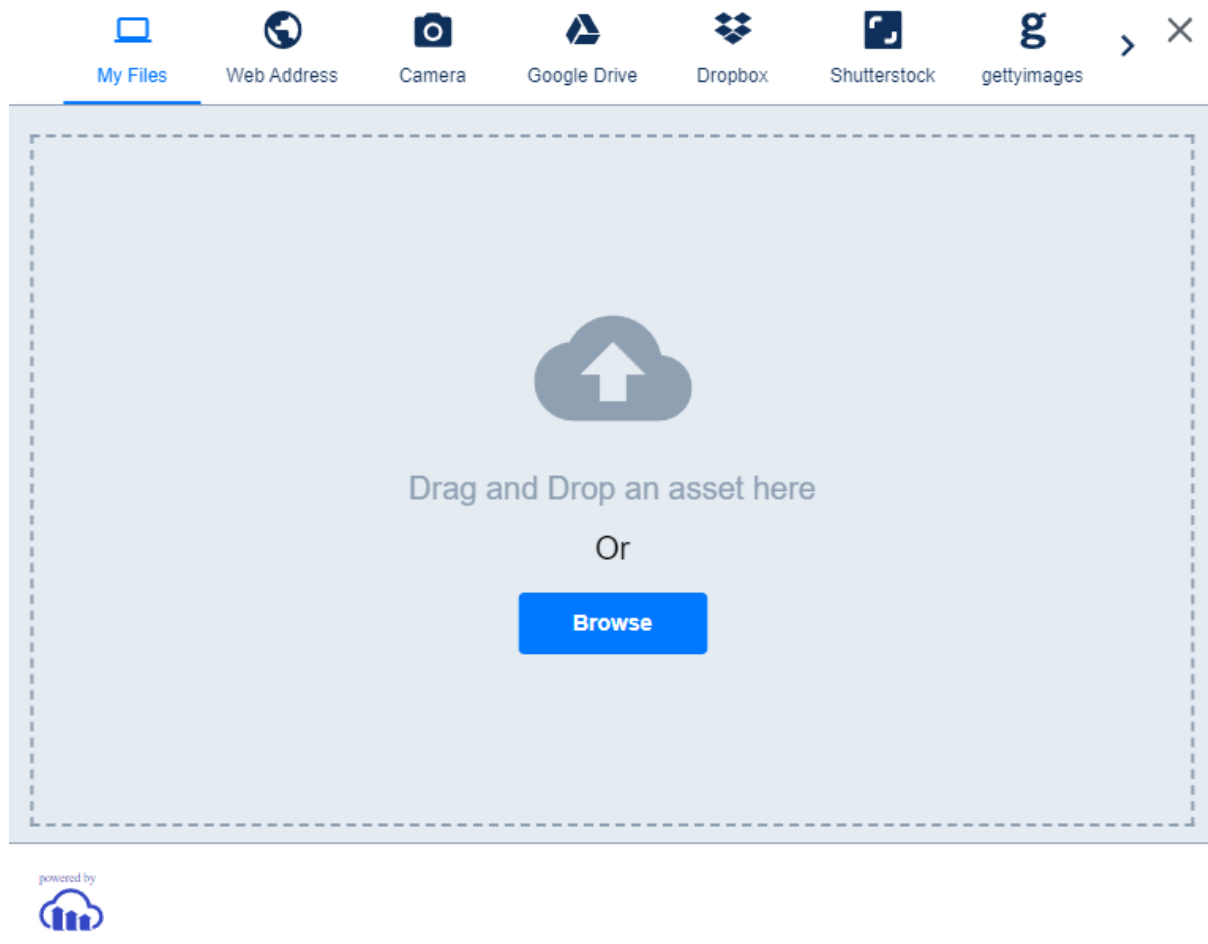 My Files Web Address Camera Google Drive Dropbox Shutterstock gettyimages
Drag and Drop an asset here
Or
Browse
powered by